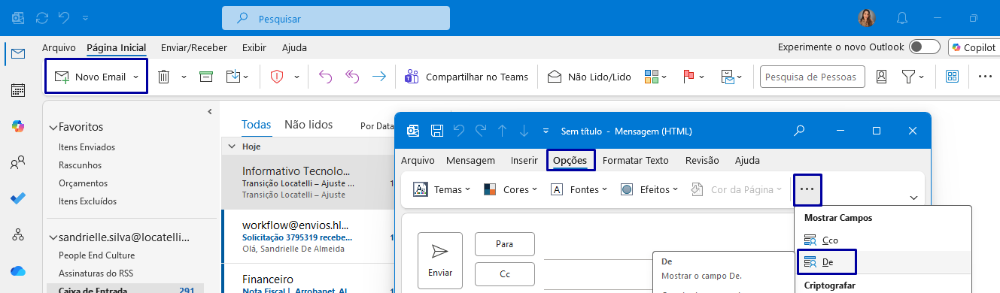 Pesquisar
Arquivo Página Inicial Enviar/Receber Exibir Ajuda
Experimente o novo Outlook Copilot
Novo Email Compartilhar no Teams Não Lido/Lido Pesquisa de Pessoas
Favoritos
Itens Enviados
Rascunhos
Orçamentos
Itens Excluídos
sandrielle.silva@locatelli...
People End Culture
Assinaturas do RSS
Caixa de Entrada 291
Todas Não lidos Por Data
Hoje
Informativo Tecnolo...
Transição Locatelli – Ajuste ... 1
Transição Locatelli – Ajuste
workflow@envios.hl...
Solicitação 3795319 recebe... 1
Olá, Sandrielle De Almeida
Financeiro
Nota Fiscal | Arrobanet. AL 1
Sem título - Mensagem (HTML)
Arquivo Mensagem Inserir Opções Formatar Texto Revisão Ajuda
Temas Cores Fontes Efeitos Cor da Página
Enviar
Para
Cc
De
Mostrar o campo De.
Mostrar Campos
Cco
De
Criptografar